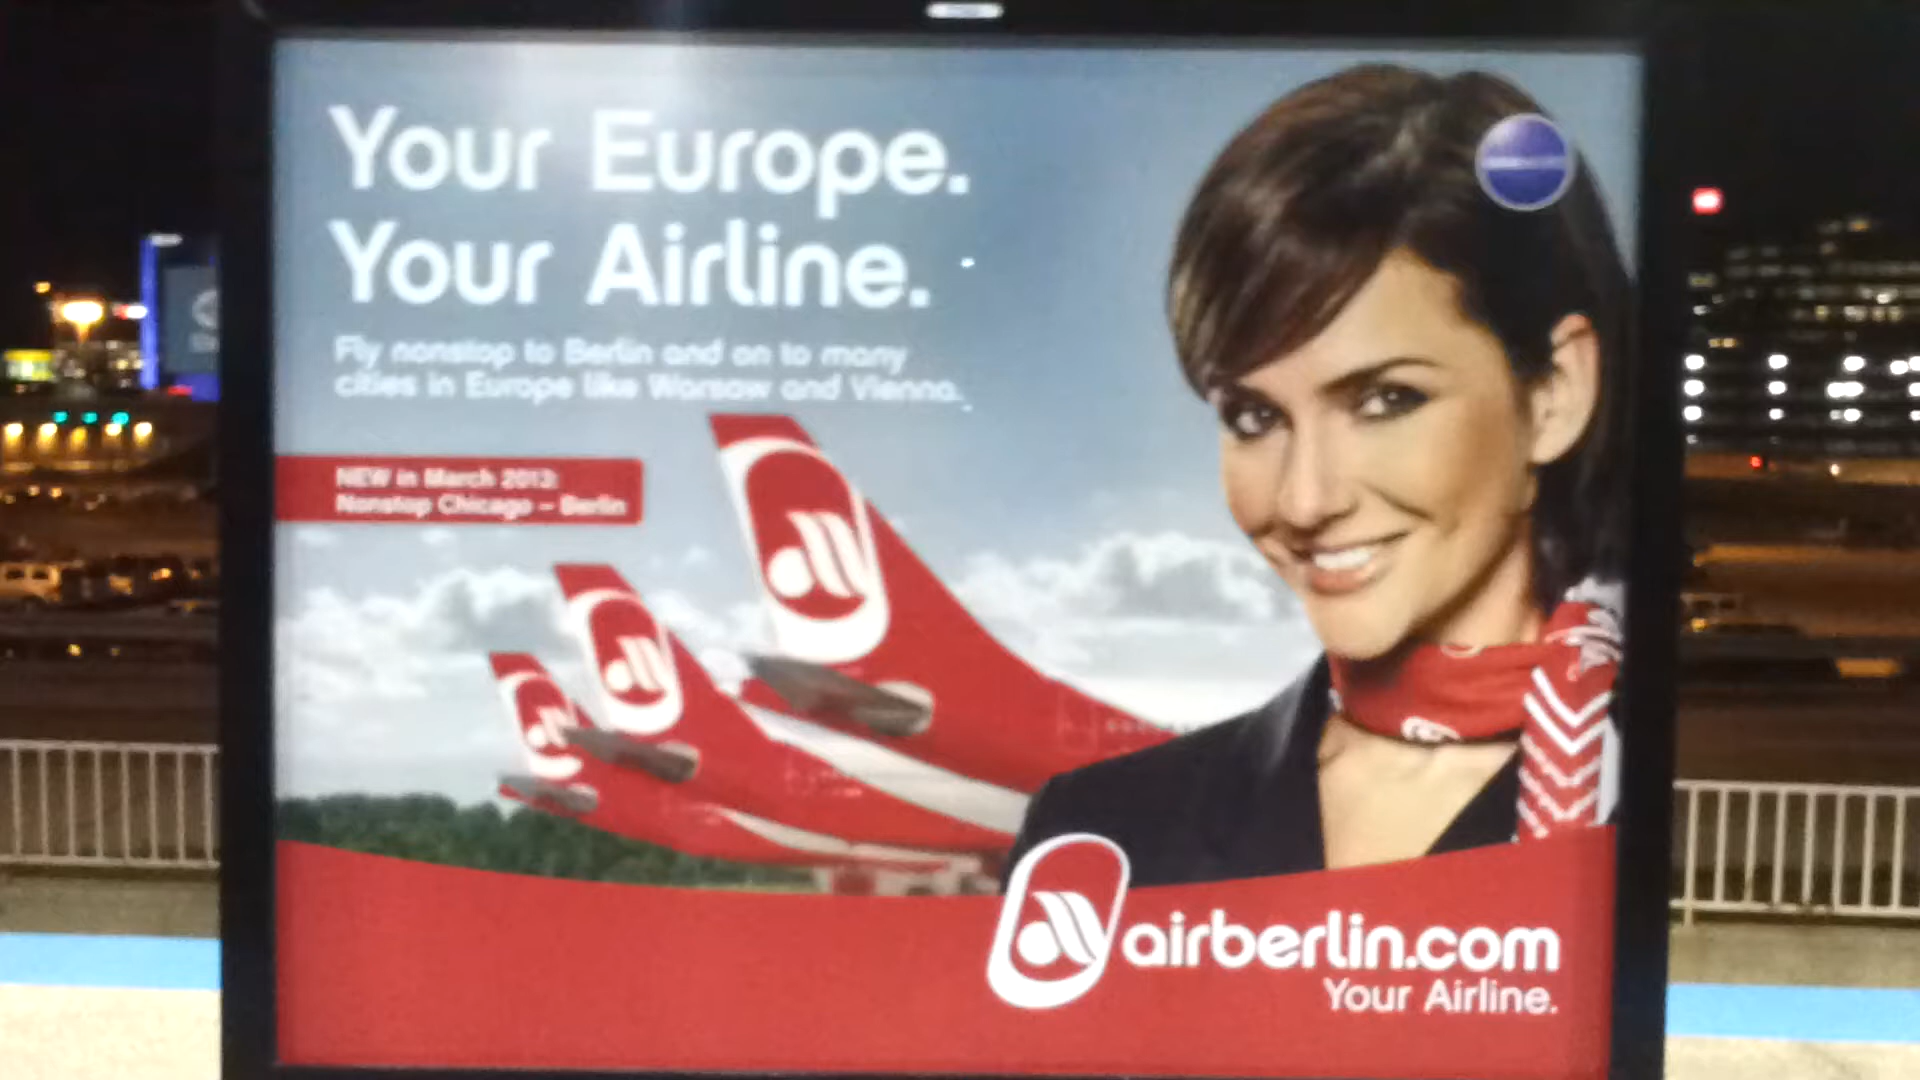 Your Europe.
Your Airline.
Fly nonstop to Berlin and on to many
cities in Europe like Warsaw and Vienna.
NEW in March 2013:
Nonstop Chicago – Berlin
airberlin.com
Your Airline.